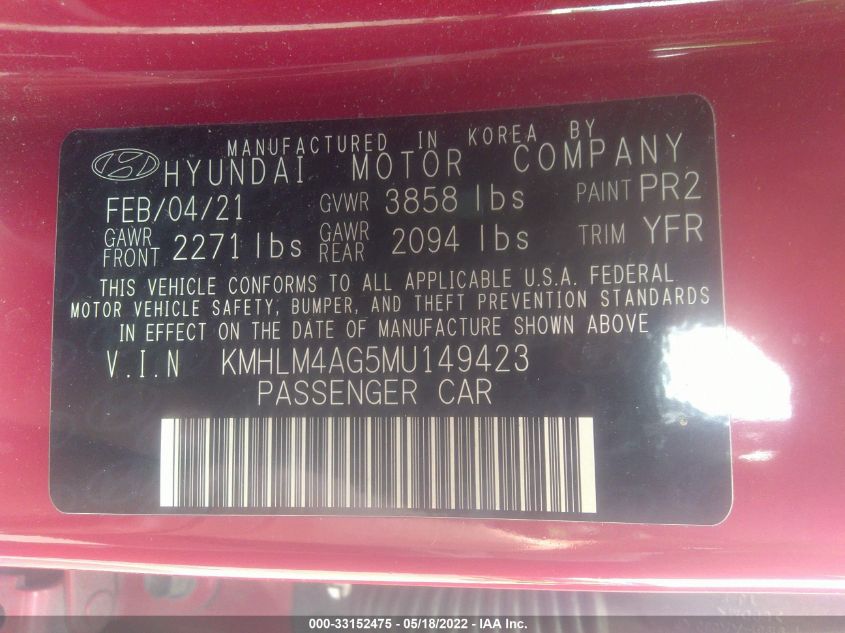 MANUFACTURED IN KOREA BY
HYUNDAI MOTOR COMPANY
FEB/04/21 GVWR 3858 lbs PAINT PR2
GAWR FRONT 2271 lbs GAWR REAR 2094 lbs TRIM YFR
THIS VEHICLE CONFORMS TO ALL APPLICABLE U.S.A. FEDERAL
MOTOR VEHICLE SAFETY, BUMPER, AND THEFT PREVENTION STANDARDS
IN EFFECT ON THE DATE OF MANUFACTURE SHOWN ABOVE
V.I.N KMHLM4AG5MU149423
PASSENGER CAR
000-33152475 - 05/18/2022 - IAA Inc.